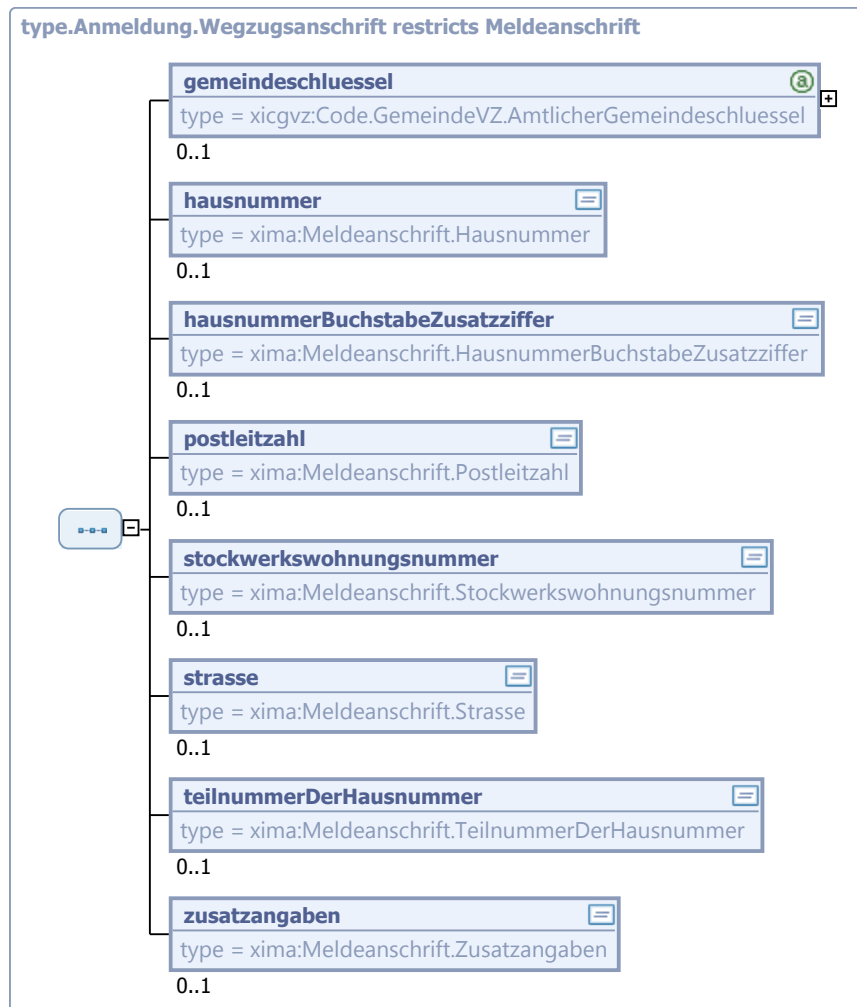 type.Anmeldung.Wegzugsanschrift restricts Meldeanschrift
gemeindeschluessel
type = xicgvz:Code.GemeindeVZ.AmtlicherGemeindeschluessel
0..1
hausnummer
type = xima:Meldeanschrift.Hausnummer
0..1
hausnummerBuchstabeZusatzziffer
type = xima:Meldeanschrift.HausnummerBuchstabeZusatzziffer
0..1
postleitzahl
type = xima:Meldeanschrift.Postleitzahl
0..1
stockwerkswohnungsnummer
type = xima:Meldeanschrift.Stockwerkswohnungsnummer
0..1
strasse
type = xima:Meldeanschrift.Strasse
0..1
teilnummerDerHausnummer
type = xima:Meldeanschrift.TeilnummerDerHausnummer
0..1
zusatzangaben
type = xima:Meldeanschrift.Zusatzangaben
0..1